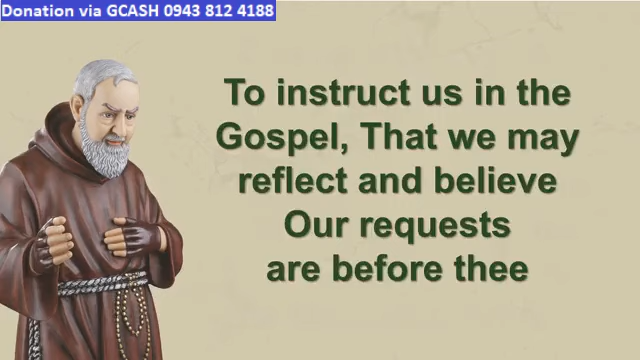 Donation via GCASH 0943 812 4188
To instruct us in the
Gospel, That we may
reflect and believe
Our requests
are before thee